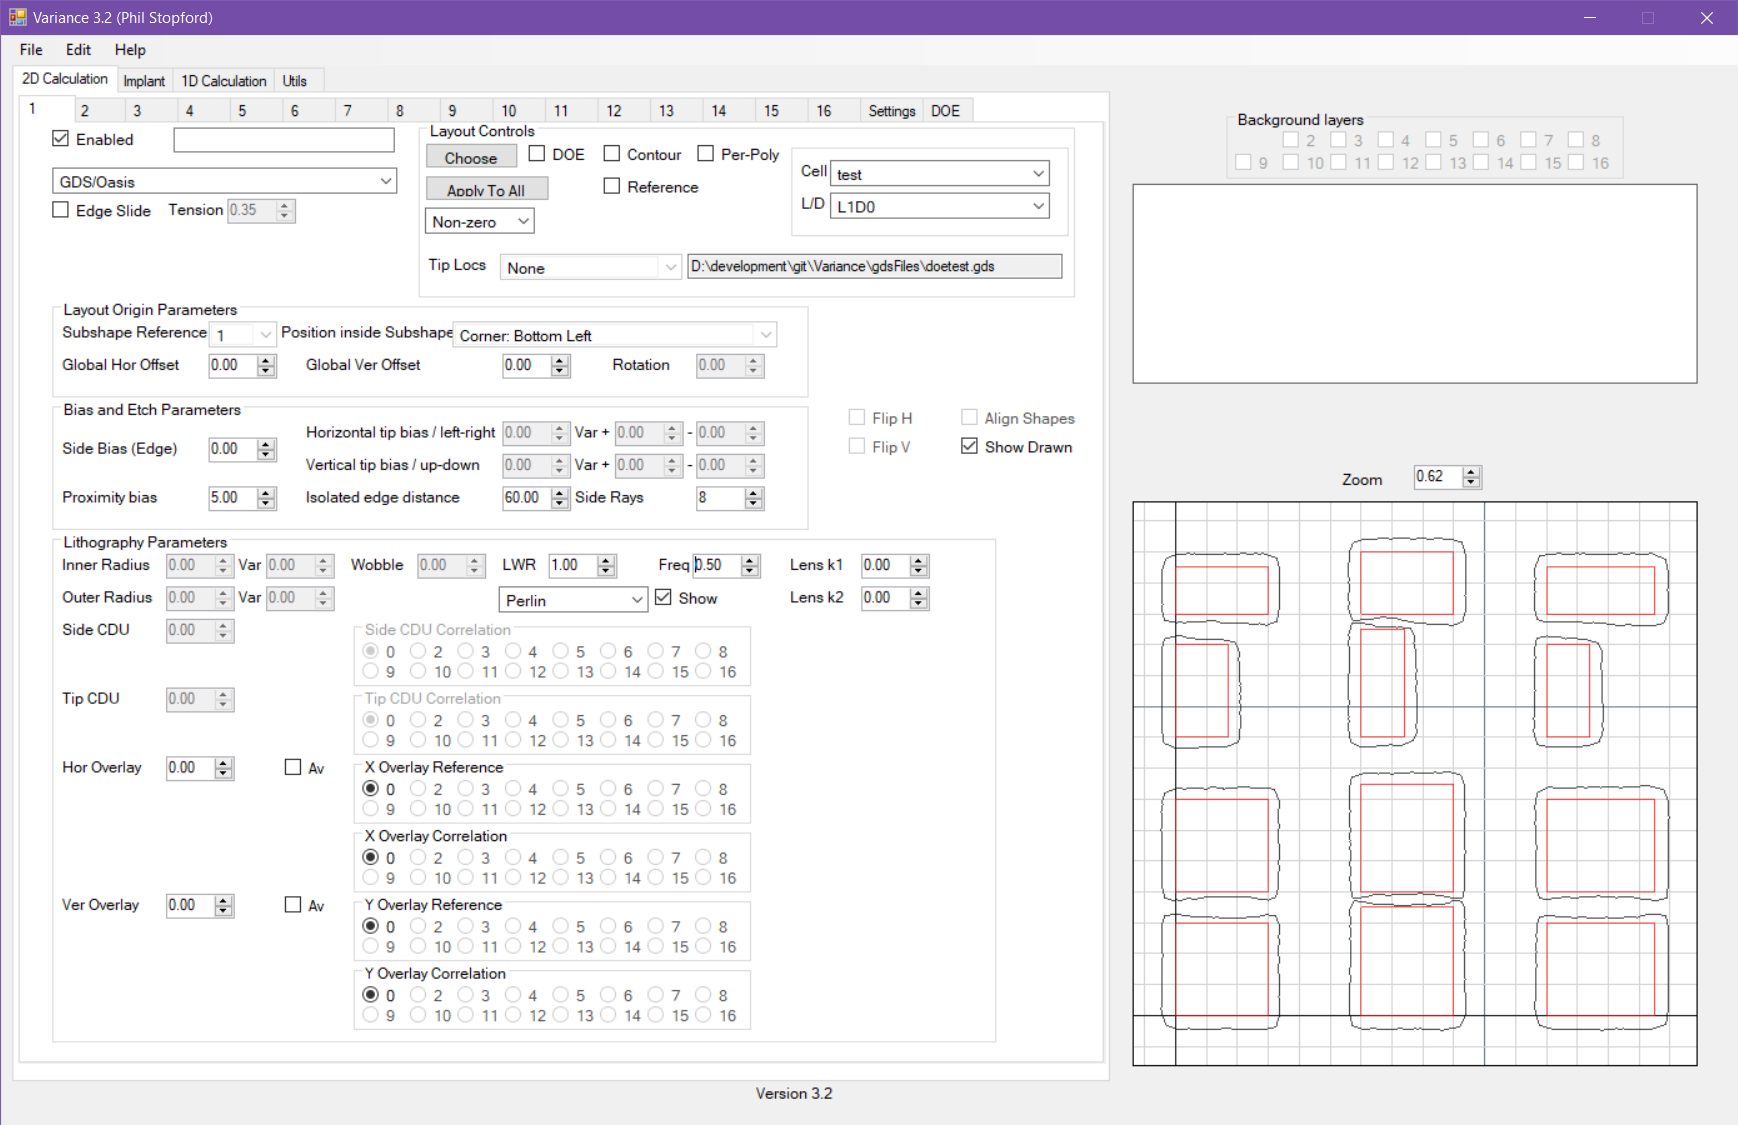 Variance 3.2 (Phil Stopford)
File Edit Help
2D Calculation Implant 1D Calculation Utils
1 2 3 4 5 6 7 8 9 10 11 12 13 14 15 16 Settings DOE
Enabled
GDS/Oasis
Edge Slide Tension 0.35
Layout Controls
Choose DOE Contour Per-Poly
Apply To All Reference
Non-zero
Cell test
L/D L1D0
Tip Locs None D:\development\git\Variance\gdsFiles\doetest.gds
Layout Origin Parameters
Subshape Reference 1 Position inside Subshape Corner: Bottom Left
Global Hor Offset 0.00 Global Ver Offset 0.00 Rotation 0.00
Bias and Etch Parameters
Side Bias (Edge) 0.00
Horizontal tip bias / left-right 0.00 Var + 0.00 - 0.00
Vertical tip bias / up-down 0.00 Var + 0.00 - 0.00
Proximity bias 5.00 Isolated edge distance 60.00 Side Rays 8
Flip H Align Shapes
Flip V Show Drawn
Lithography Parameters
Inner Radius 0.00 Var 0.00 Wobble 0.00 LWR 1.00 Freq 0.50 Lens k1 0.00
Outer Radius 0.00 Var 0.00 Perlin Show Lens k2 0.00
Side CDU 0.00
Side CDU Correlation
0 2 3 4 5 6 7 8
9 10 11 12 13 14 15 16
Tip CDU 0.00
Tip CDU Correlation
0 2 3 4 5 6 7 8
9 10 11 12 13 14 15 16
Hor Overlay 0.00 Av
X Overlay Reference
0 2 3 4 5 6 7 8
9 10 11 12 13 14 15 16
X Overlay Correlation
0 2 3 4 5 6 7 8
9 10 11 12 13 14 15 16
Ver Overlay 0.00 Av
Y Overlay Reference
0 2 3 4 5 6 7 8
9 10 11 12 13 14 15 16
Y Overlay Correlation
0 2 3 4 5 6 7 8
9 10 11 12 13 14 15 16
Background layers
2 3 4 5 6 7 8
9 10 11 12 13 14 15 16
Zoom 0.62
Version 3.2